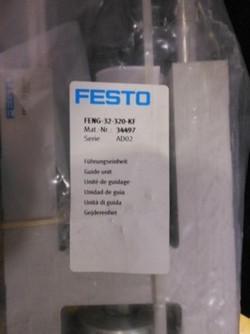 FESTO
FENG-32-320-KF
Mat. Nr.: 34497
Serie AD02
Führungseinheit
Guide unit
Unité de guidage
Unidad de guía
Unità di guida
Gejderenhet